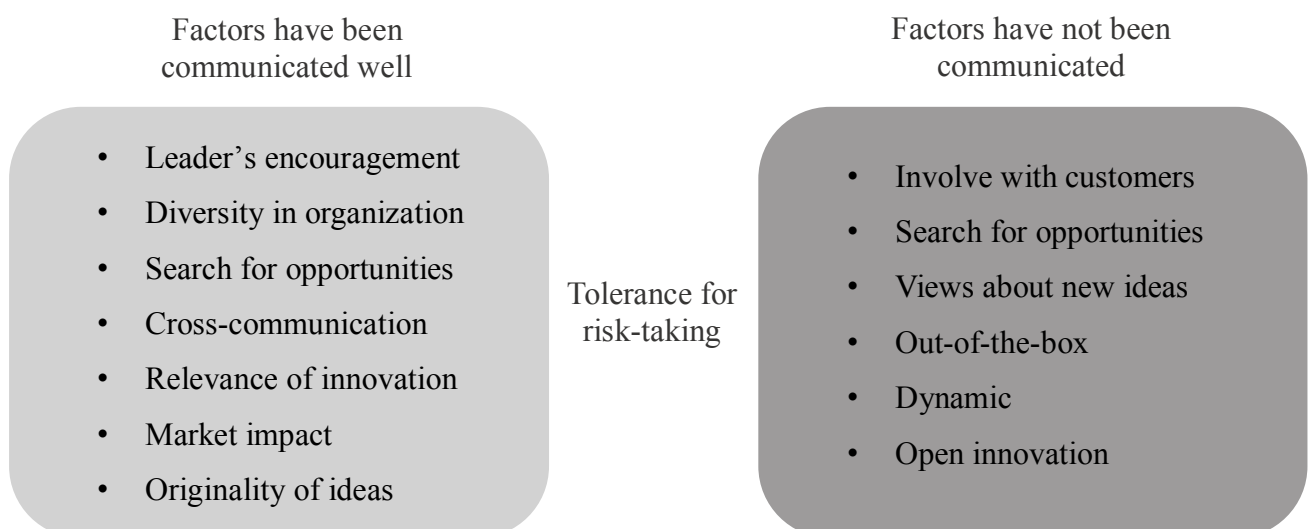 Factors have been
communicated well
• Leader’s encouragement
• Diversity in organization
• Search for opportunities
• Cross-communication
• Relevance of innovation
• Market impact
• Originality of ideas
Tolerance for
risk-taking
Factors have not been
communicated
• Involve with customers
• Search for opportunities
• Views about new ideas
• Out-of-the-box
• Dynamic
• Open innovation